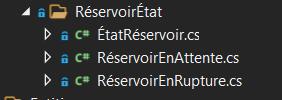 RéservoirÉtat
C# ÉtatRéservoir.cs
C# RéservoirEnAttente.cs
C# RéservoirEnRupture.cs